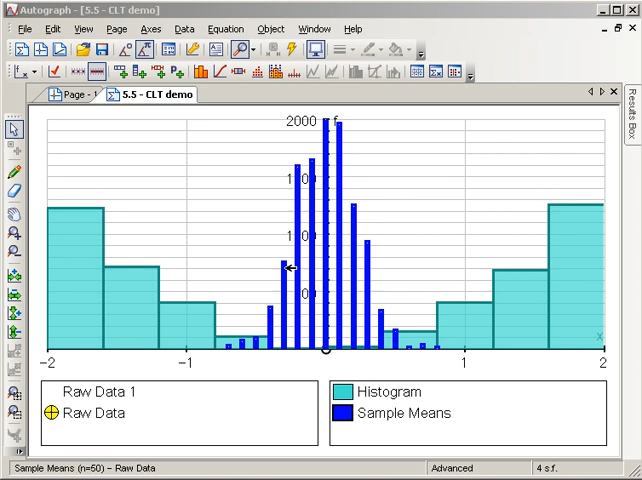 Autograph - [5.5 - CLT demo]
File Edit View Page Axes Data Equation Object Window Help
Page - 1 5.5 - CLT demo
Results Box
2000 f
x
-2 -1 1 2
Raw Data 1
Raw Data
Histogram
Sample Means
Sample Means (n=50) – Raw Data Advanced 4 s.f.